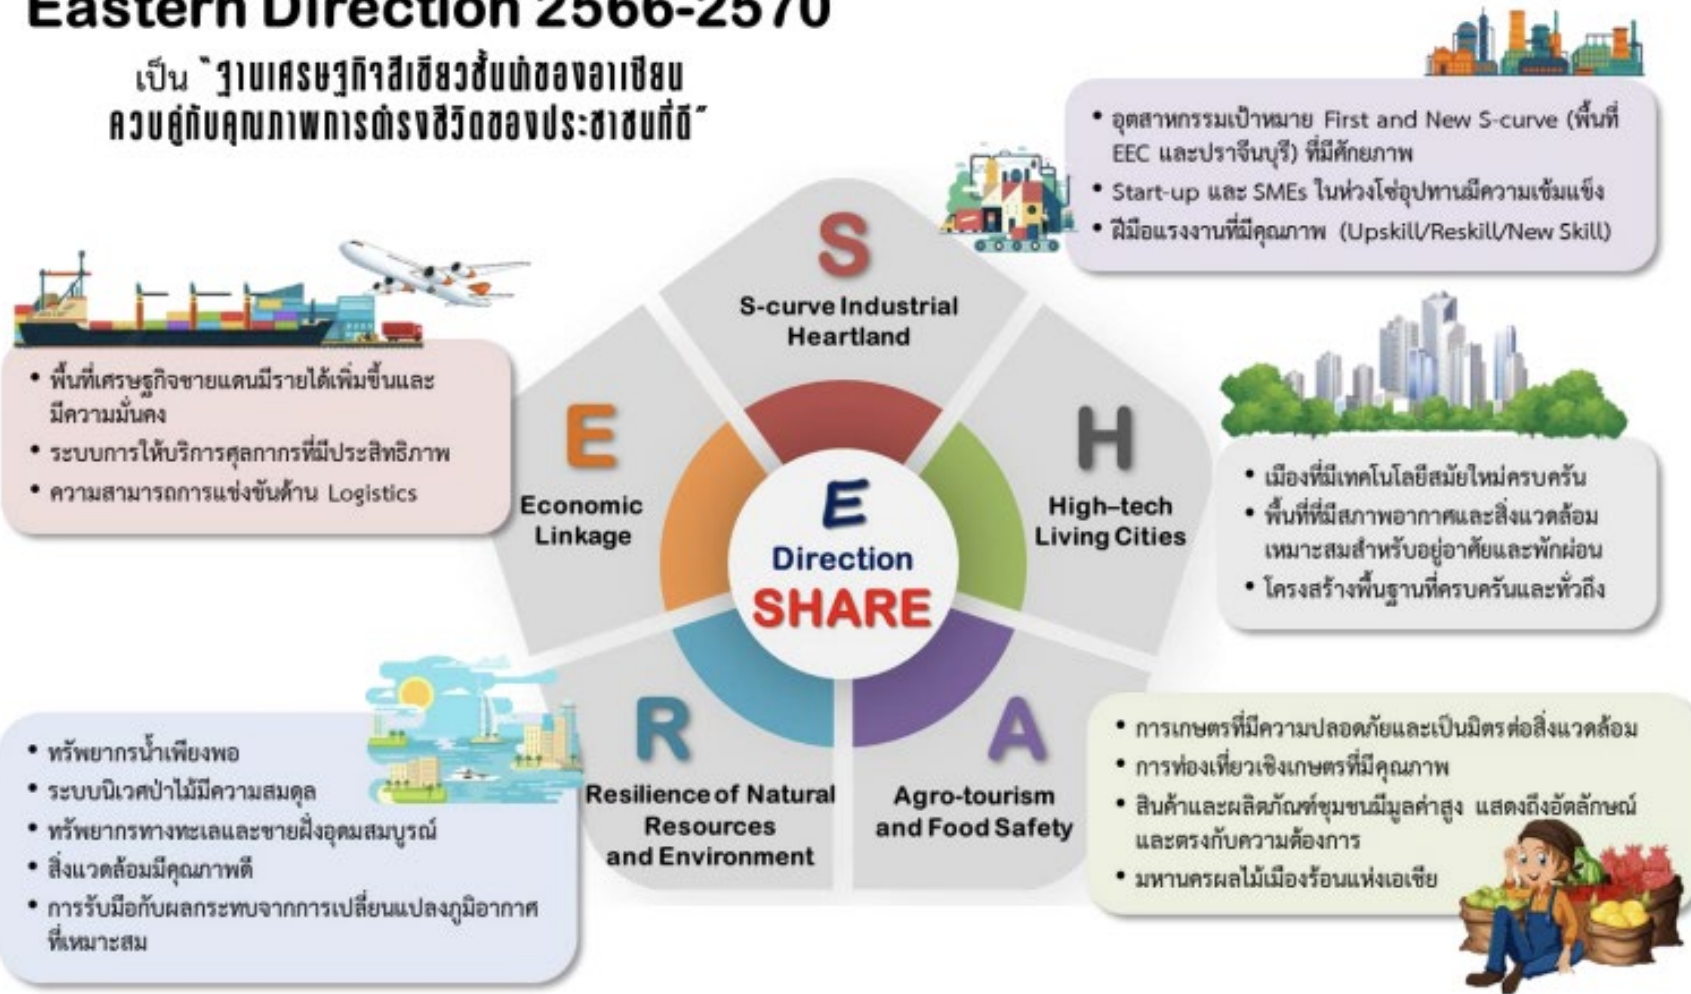 Eastern Direction 2566-2570
เป็น "ฐานเศรษฐกิจสีเขียวชั้นนำของอาเซียน
ควบคู่กับคุณภาพการดำรงชีวิตของประชาชนที่ดี"
S
S-curve Industrial
Heartland
• อุตสาหกรรมเป้าหมาย First and New S-curve (พื้นที่
EEC และปราจีนบุรี) ที่มีศักยภาพ
• Start-up และ SMEs ในห่วงโซ่อุปทานมีความเข้มแข็ง
• ฝีมือแรงงานที่มีคุณภาพ (Upskill/Reskill/New Skill)
H
High–tech
Living Cities
• เมืองที่มีเทคโนโลยีสมัยใหม่ครบครัน
• พื้นที่ที่มีสภาพอากาศและสิ่งแวดล้อม
เหมาะสมสำหรับอยู่อาศัยและพักผ่อน
• โครงสร้างพื้นฐานที่ครบครันและทั่วถึง
A
Agro-tourism
and Food Safety
• การเกษตรที่มีความปลอดภัยและเป็นมิตรต่อสิ่งแวดล้อม
• การท่องเที่ยวเชิงเกษตรที่มีคุณภาพ
• สินค้าและผลิตภัณฑ์ชุมชนมีมูลค่าสูง แสดงถึงอัตลักษณ์
และตรงกับความต้องการ
• มหานครผลไม้เมืองร้อนแห่งเอเชีย
R
Resilience of Natural
Resources
and Environment
• ทรัพยากรน้ำเพียงพอ
• ระบบนิเวศป่าไม้มีความสมดุล
• ทรัพยากรทางทะเลและชายฝั่งอุดมสมบูรณ์
• สิ่งแวดล้อมมีคุณภาพดี
• การรับมือกับผลกระทบจากการเปลี่ยนแปลงภูมิอากาศ
ที่เหมาะสม
E
Economic
Linkage
• พื้นที่เศรษฐกิจชายแดนมีรายได้เพิ่มขึ้นและ
มีความมั่นคง
• ระบบการให้บริการศุลกากรที่มีประสิทธิภาพ
• ความสามารถการแข่งขันด้าน Logistics
E
Direction
SHARE